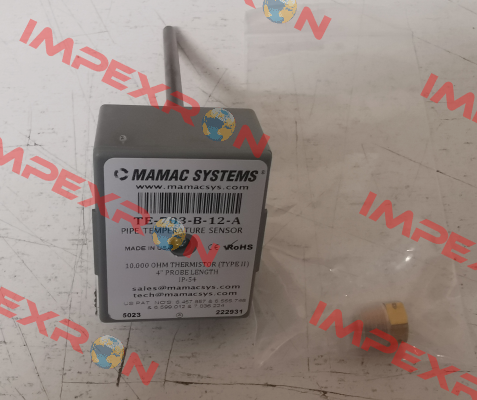 IMPEXRON
MAMAC SYSTEMS®
www.mamacsys.com
TE-703-B-12-A
PIPE TEMPERATURE SENSOR
MADE IN CE RoHS
10,000 OHM THERMISTOR (TYPE II)
4" PROBE LENGTH
IP-54
sales@mamacsys.com
tech@mamacsys.com
5023 222931